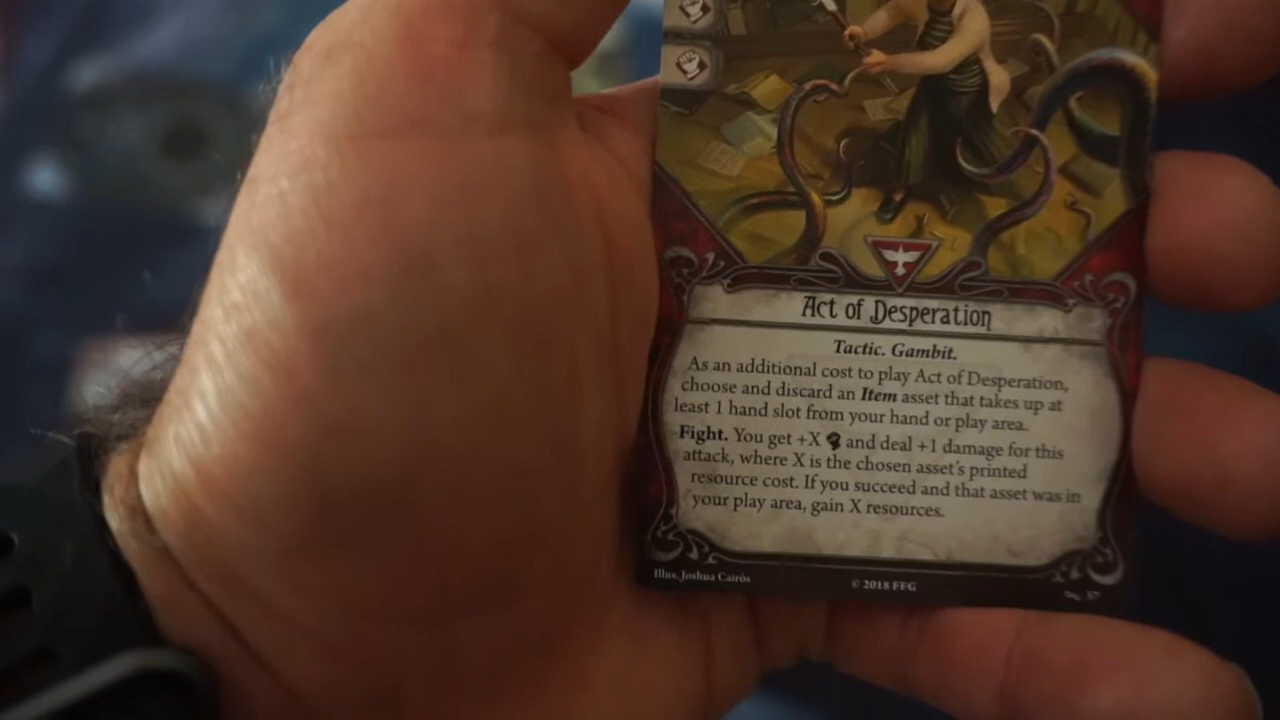 Act of Desperation
Tactic. Gambit.
As an additional cost to play Act of Desperation,
choose and discard an Item asset that takes up at
least 1 hand slot from your hand or play area.
Fight. You get +X and deal +1 damage for this
attack, where X is the chosen asset's printed
resource cost. If you succeed and that asset was in
your play area, gain X resources.
Illus. Joshua Cairós
© 2018 FFG
37